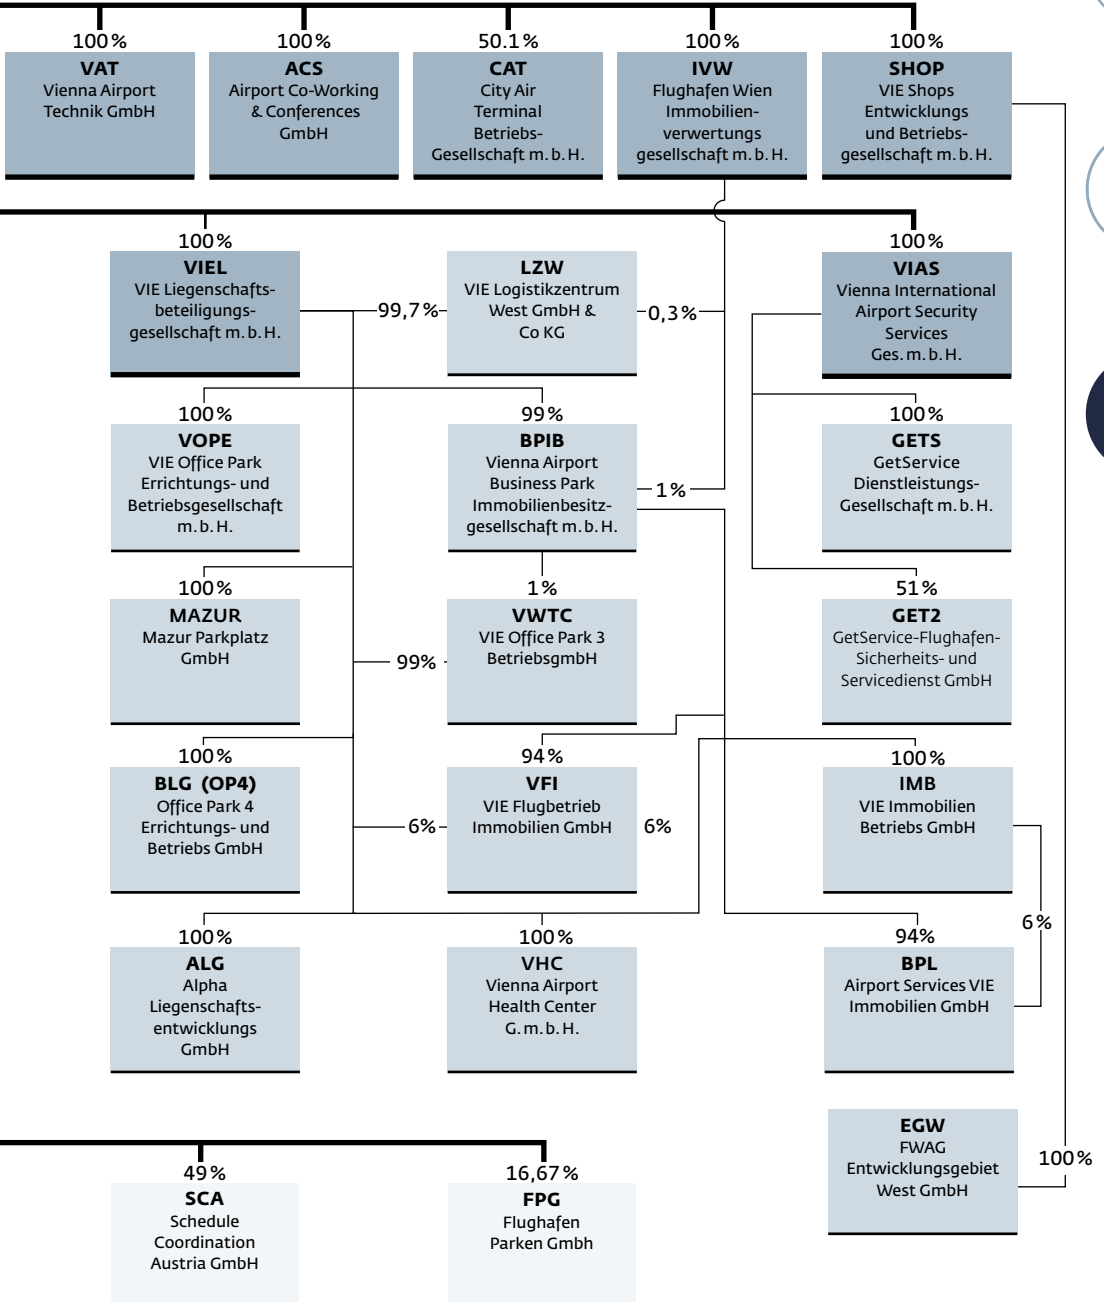 100%
VAT
Vienna Airport
Technik GmbH
100%
ACS
Airport Co-Working
& Conferences
GmbH
50.1%
CAT
City Air
Terminal
Betriebs-
Gesellschaft m.b.H.
100%
IVW
Flughafen Wien
Immobilien-
verwertungs
gesellschaft m.b.H.
100%
SHOP
VIE Shops
Entwicklungs
und Betriebs-
gesellschaft m.b.H.
100%
VIEL
VIE Liegenschafts-
beteiligungs-
gesellschaft m.b.H.
99,7%
LZW
VIE Logistikzentrum
West GmbH &
Co KG
0,3%
100%
VIAS
Vienna International
Airport Security
Services
Ges.m.b.H.
100%
VOPE
VIE Office Park
Errichtungs- und
Betriebsgesellschaft
m.b.H.
99%
BPIB
Vienna Airport
Business Park
Immobilienbesitz-
gesellschaft m.b.H.
1%
100%
GETS
GetService
Dienstleistungs-
Gesellschaft m.b.H.
100%
MAZUR
Mazur Parkplatz
GmbH
99%
1%
VWTC
VIE Office Park 3
BetriebsgmbH
51%
GET2
GetService-Flughafen-
Sicherheits- und
Servicedienst GmbH
100%
BLG (OP4)
Office Park 4
Errichtungs- und
Betriebs GmbH
6%
94%
VFI
VIE Flugbetrieb
Immobilien GmbH
6%
100%
IMB
VIE Immobilien
Betriebs GmbH
6%
100%
ALG
Alpha
Liegenschafts-
entwicklungs
GmbH
100%
VHC
Vienna Airport
Health Center
G.m.b.H.
94%
BPL
Airport Services VIE
Immobilien GmbH
EGW
FWAG
Entwicklungsgebiet
West GmbH
100%
49%
SCA
Schedule
Coordination
Austria GmbH
16,67%
FPG
Flughafen
Parken Gmbh